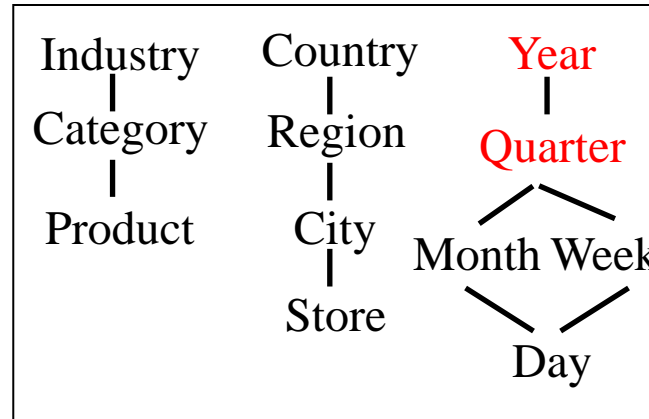 Industry
Category
Product
Country
Region
City
Store
Year
Quarter
Month Week
Day